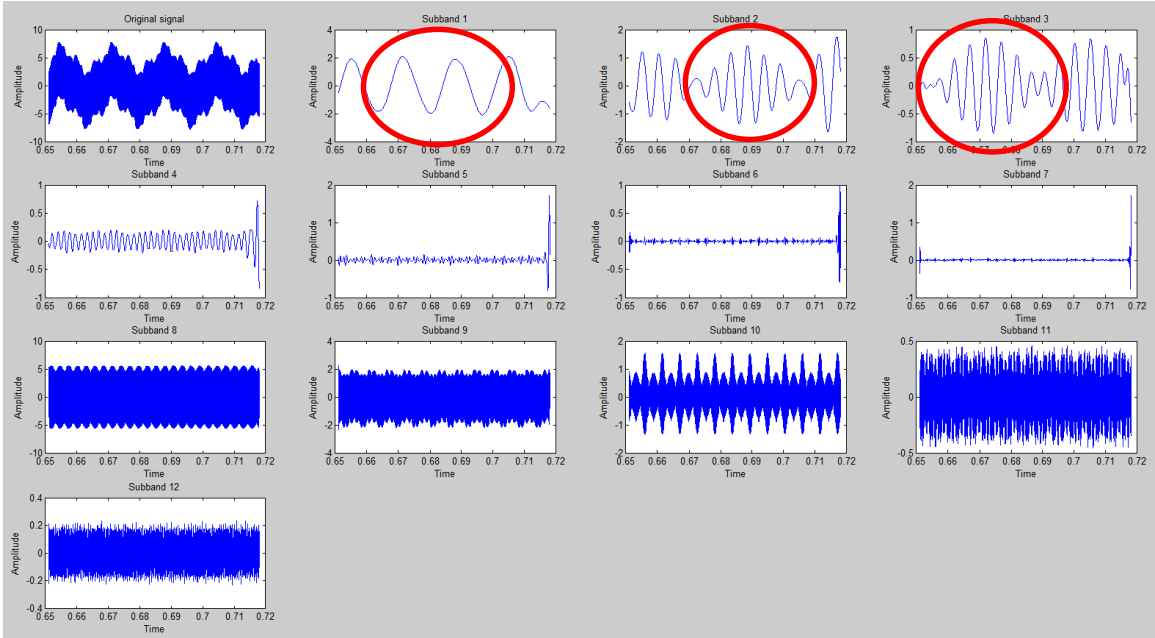 Original signal
Subband 1
Subband 2
Subband 3
10
5
0
-5
-10
Amplitude
0.65 0.66 0.67 0.68 0.69 0.7 0.71 0.72
Time
4
2
0
-2
-4
Amplitude
0.65 0.66 0.67 0.68 0.69 0.7 0.71 0.72
Time
2
1
0
1
2
Amplitude
0.65 0.66 0.67 0.68 0.69 0.7 0.71 0.72
Time
1
0.5
0
-0.5
-1
Amplitude
0.65 0.66 0.67 0.68 0.69 0.7 0.71 0.72
Time
Subband 4
Subband 5
Subband 6
Subband 7
1
0.5
0
-0.5
-1
Amplitude
0.65 0.66 0.67 0.68 0.69 0.7 0.71 0.72
Time
2
1
0
1
Amplitude
0.65 0.66 0.67 0.68 0.69 0.7 0.71 0.72
Time
2
1
0
1
Amplitude
0.65 0.66 0.67 0.68 0.69 0.7 0.71 0.72
Time
2
1
0
1
Amplitude
0.65 0.66 0.67 0.68 0.69 0.7 0.71 0.72
Time
Subband 8
Subband 9
Subband 10
Subband 11
10
5
0
-5
-10
Amplitude
0.65 0.66 0.67 0.68 0.69 0.7 0.71 0.72
Time
4
2
0
-2
-4
Amplitude
0.65 0.66 0.67 0.68 0.69 0.7 0.71 0.72
Time
2
1
0
1
-2
Amplitude
0.65 0.66 0.67 0.68 0.69 0.7 0.71 0.72
Time
0.5
0
-0.5
Amplitude
0.65 0.66 0.67 0.68 0.69 0.7 0.71 0.72
Time
Subband 12
0.4
0.2
0
-0.2
-0.4
Amplitude
0.65 0.66 0.67 0.68 0.69 0.7 0.71 0.72
Time